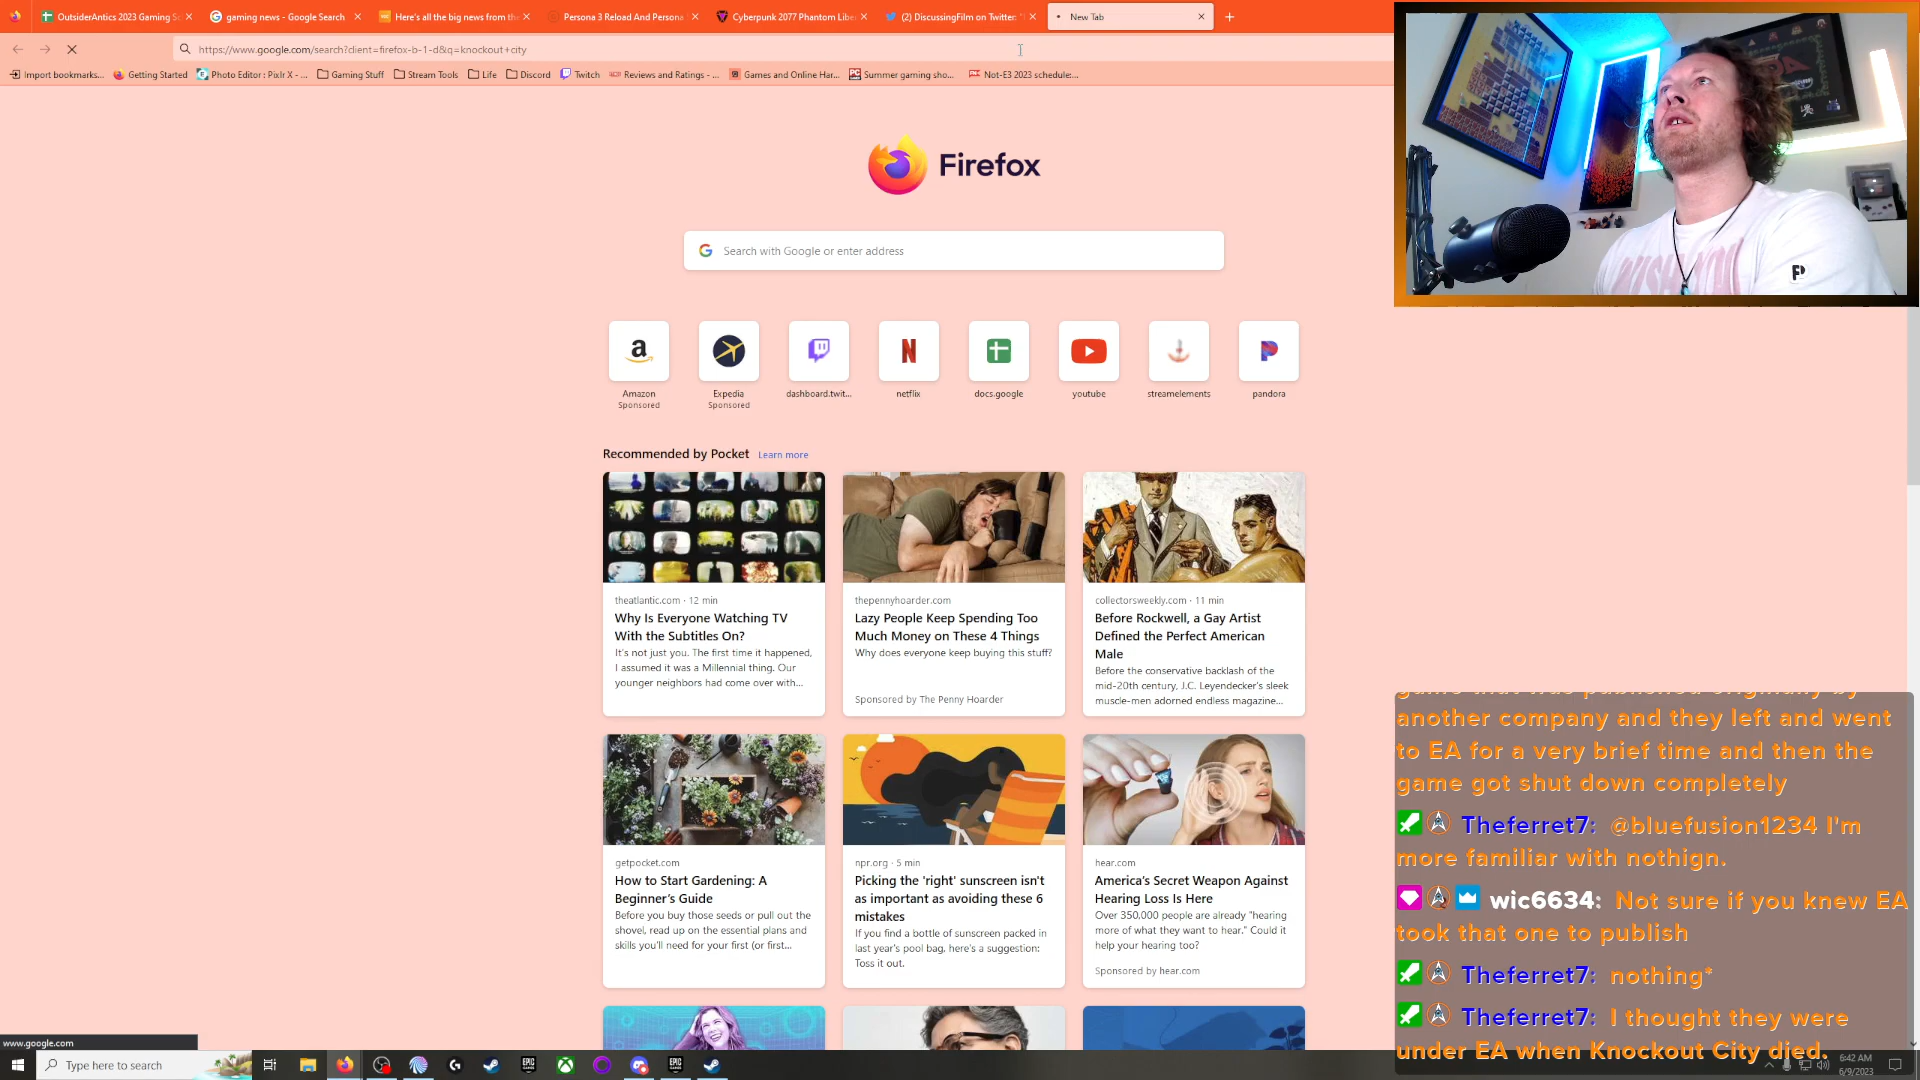 OutsiderAntics 2023 Gaming Sc
gaming news - Google Search
Here's all the big news from the
Persona 3 Reload And Persona
Cyberpunk 2077 Phantom Libe
(2) DiscussingFilm on Twitter: "
New Tab
https://www.google.com/search?client=firefox-b-1-d&q=knockout+city
Import bookmarks...
Getting Started
Photo Editor : Pixlr X - ...
Gaming Stuff
Stream Tools
Life
Discord
Twitch
Reviews and Ratings - ...
Games and Online Har...
Summer gaming sho...
Not-E3 2023 schedule:...
Firefox
Search with Google or enter address
Amazon
Sponsored
Expedia
Sponsored
dashboard.twit...
netflix
docs.google
youtube
streamelements
pandora
Recommended by Pocket Learn more
theatlantic.com · 12 min
Why Is Everyone Watching TV
With the Subtitles On?
It's not just you. The first time it happened,
I assumed it was a Millennial thing. Our
younger neighbors had come over with...
thepennyhoarder.com
Lazy People Keep Spending Too
Much Money on These 4 Things
Why does everyone keep buying this stuff?
Sponsored by The Penny Hoarder
collectorsweekly.com · 11 min
Before Rockwell, a Gay Artist
Defined the Perfect American
Male
Before the conservative backlash of the
mid-20th century, J.C. Leyendecker's sleek
muscle-men adorned endless magazine...
getpocket.com
How to Start Gardening: A
Beginner's Guide
Before you buy those seeds or pull out the
shovel, read up on the essential plans and
skills you'll need for your first (or first...
npr.org · 5 min
Picking the 'right' sunscreen isn't
as important as avoiding these 6
mistakes
If you find a bottle of sunscreen packed in
last year's pool bag, here's a suggestion:
Toss it out.
hear.com
America's Secret Weapon Against
Hearing Loss Is Here
Over 350,000 people are already "hearing
more of what they want to hear." Could it
help your hearing too?
Sponsored by hear.com
game that was published originally by
another company and they left and went
to EA for a very brief time and then the
game got shut down completely
Theferret7: @bluefusion1234 I'm
more familiar with nothign.
wic6634: Not sure if you knew EA
took that one to publish
Theferret7: nothing*
Theferret7: I thought they were
under EA when Knockout City died.
www.google.com
Type here to search
6:42 AM
6/9/2023